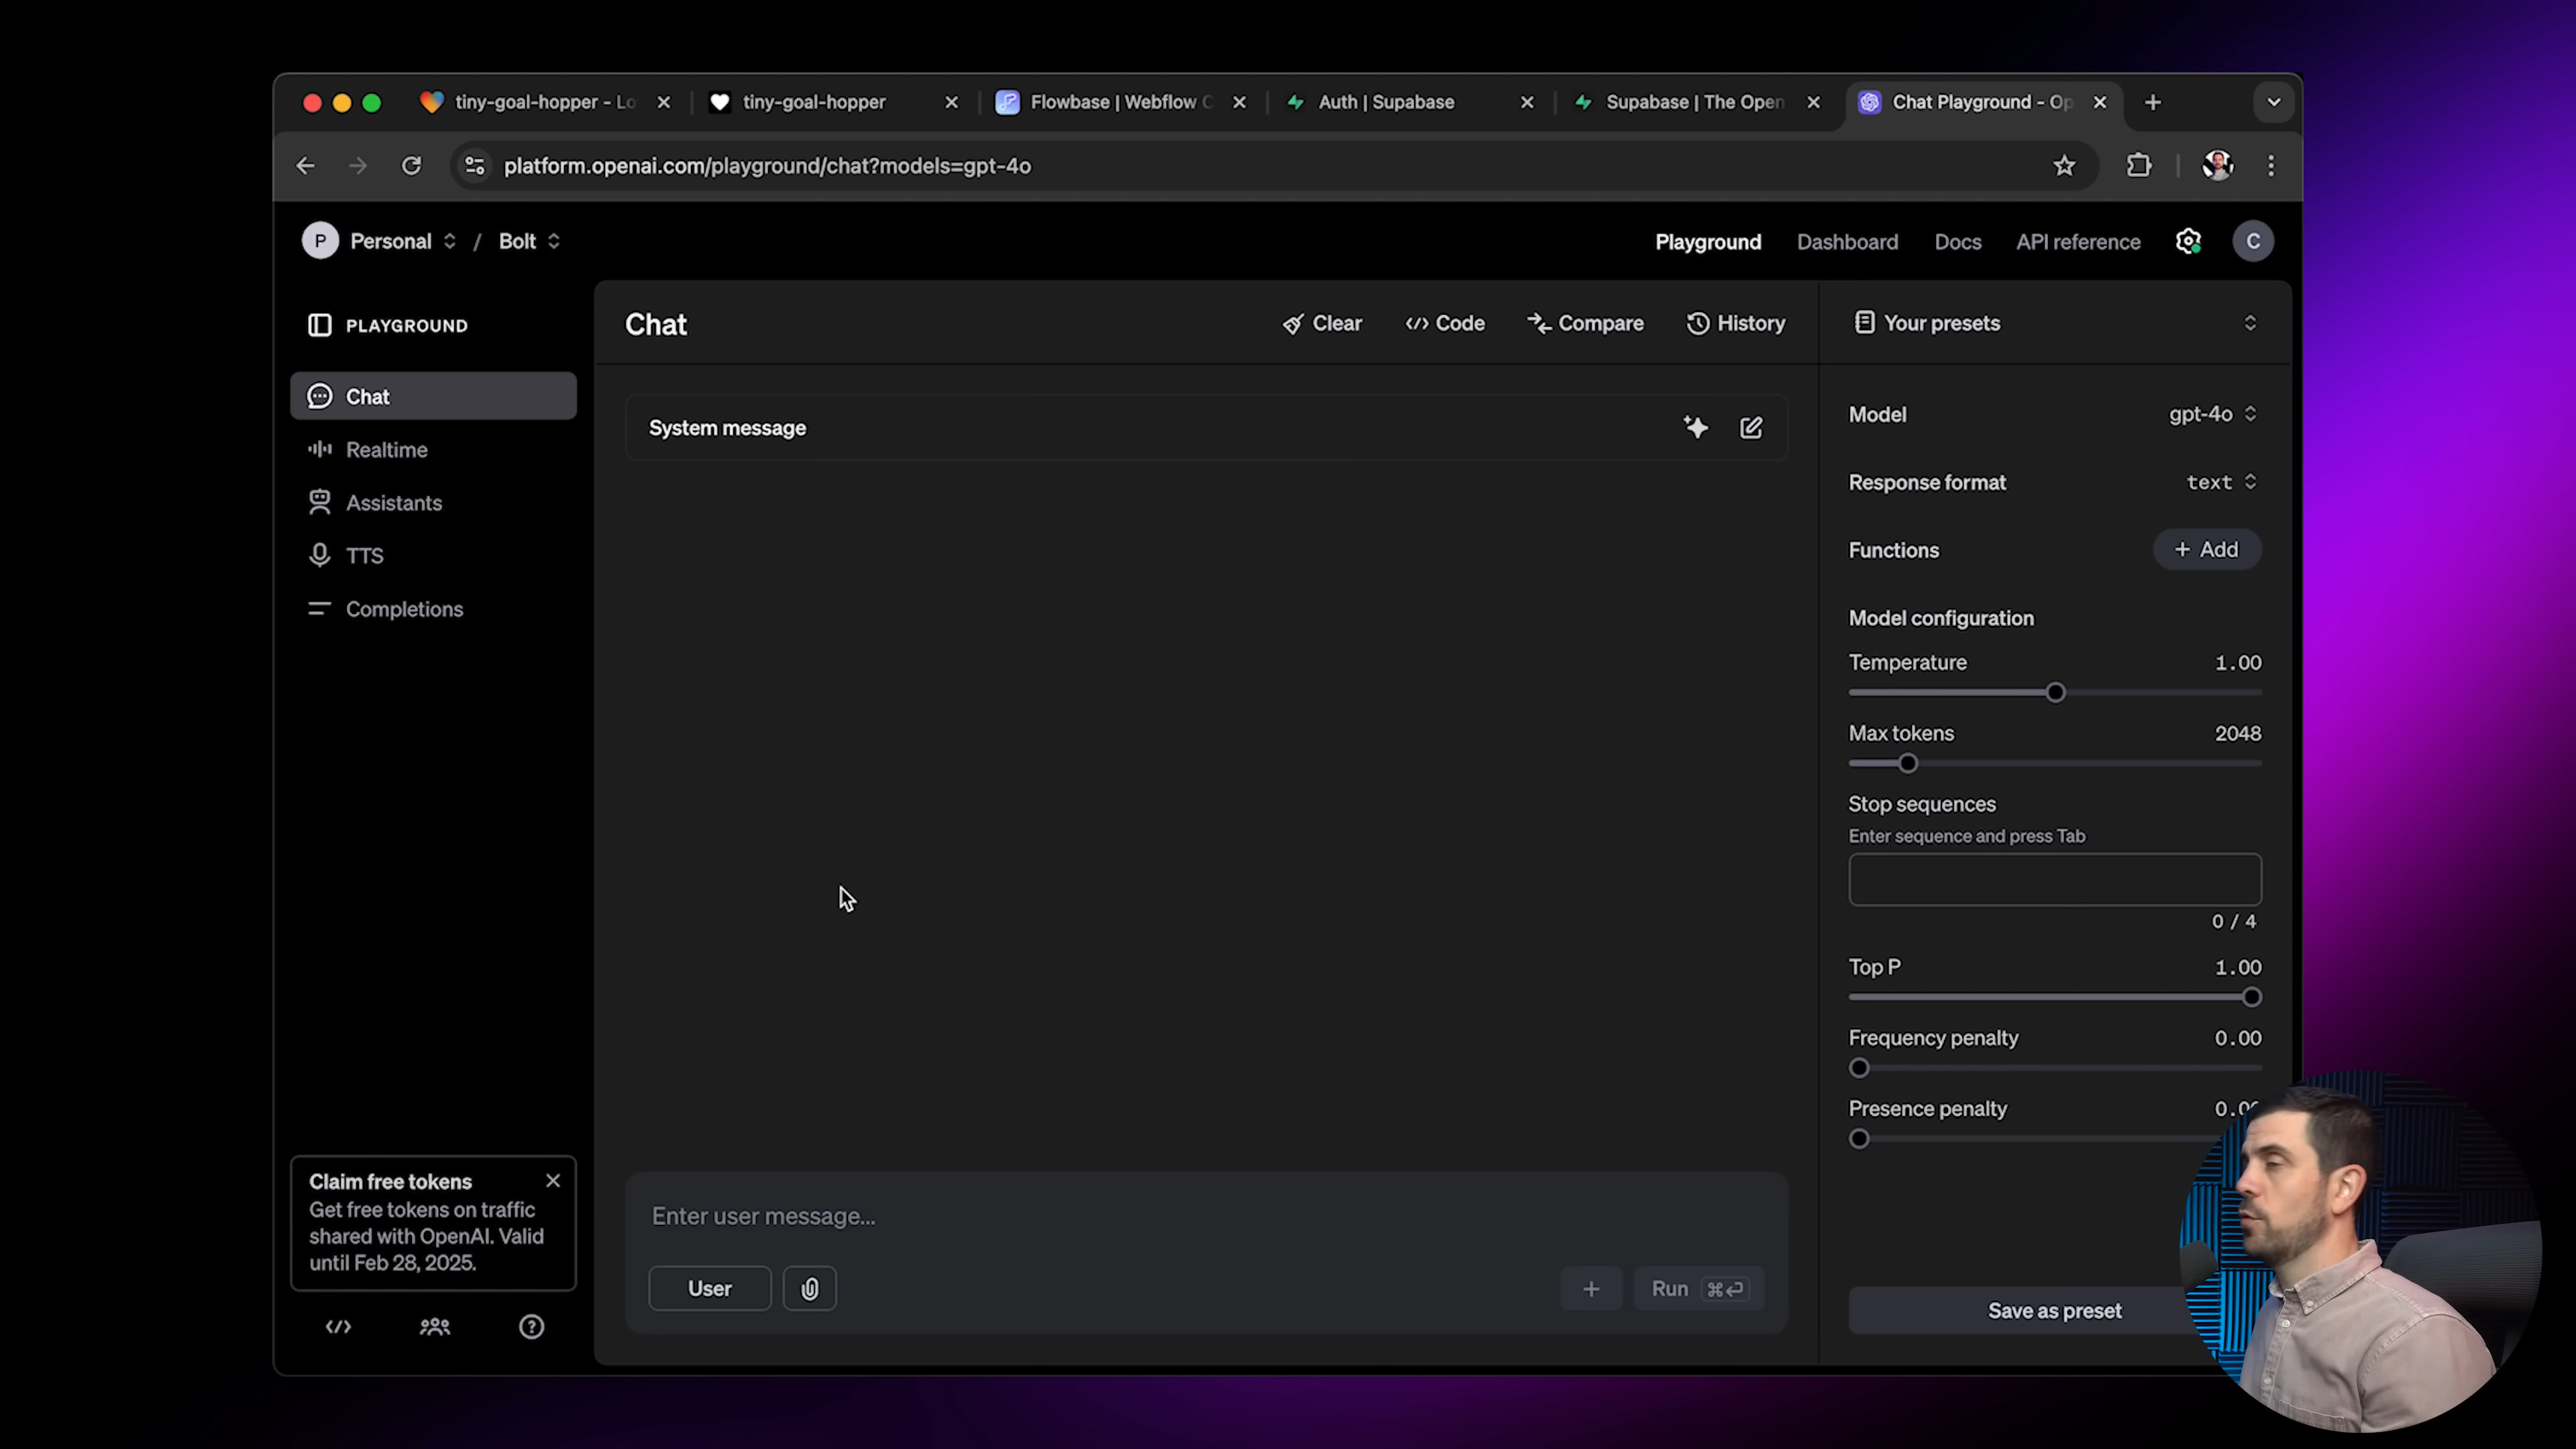 tiny-goal-hopper - Lo
tiny-goal-hopper
Flowbase | Webflow C
Auth | Supabase
Supabase | The Open
Chat Playground - Op
platform.openai.com/playground/chat?models=gpt-4o
P Personal / Bolt
Playground
Dashboard
Docs
API reference
C
PLAYGROUND
Chat
Realtime
Assistants
TTS
Completions
Claim free tokens
Get free tokens on traffic
shared with OpenAI. Valid
until Feb 28, 2025.
Chat
Clear
Code
Compare
History
System message
Enter user message...
User
Run ⌘↵
Your presets
Model gpt-4o
Response format text
Functions + Add
Model configuration
Temperature 1.00
Max tokens 2048
Stop sequences
Enter sequence and press Tab
0 / 4
Top P 1.00
Frequency penalty 0.00
Presence penalty 0.0
Save as preset